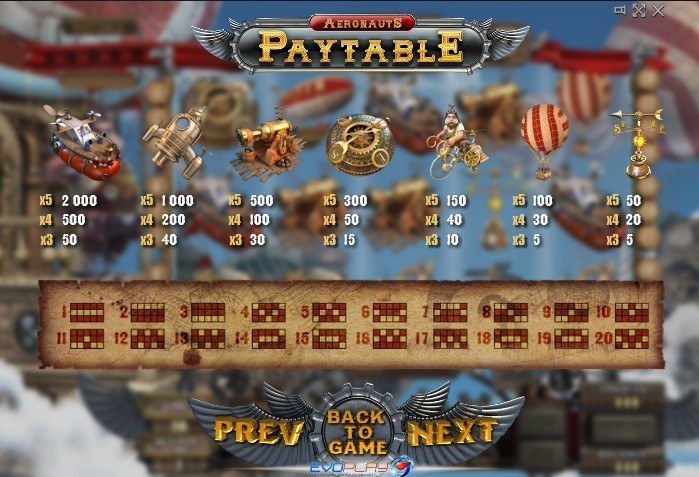 AERONAUTS
PAYTABLE
x5 2 000 x5 1 000 x5 500 x5 300 x5 150 x5 100 x5 50
x4 500 x4 200 x4 100 x4 50 x4 40 x4 30 x4 20
x3 50 x3 40 x3 30 x3 15 x3 10 x3 5 x3 5
1 2 3 4 5 6 7 8 9 10
11 12 13 14 15 16 17 18 19 20
PREV BACK TO GAME NEXT
EVOPLAY